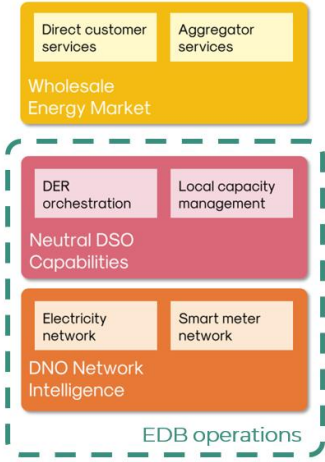 Direct customer
services
Aggregator
services
Wholesale
Energy Market
DER
orchestration
Local capacity
management
Neutral DSO
Capabilities
Electricity
network
Smart meter
network
DNO Network
Intelligence
EDB operations